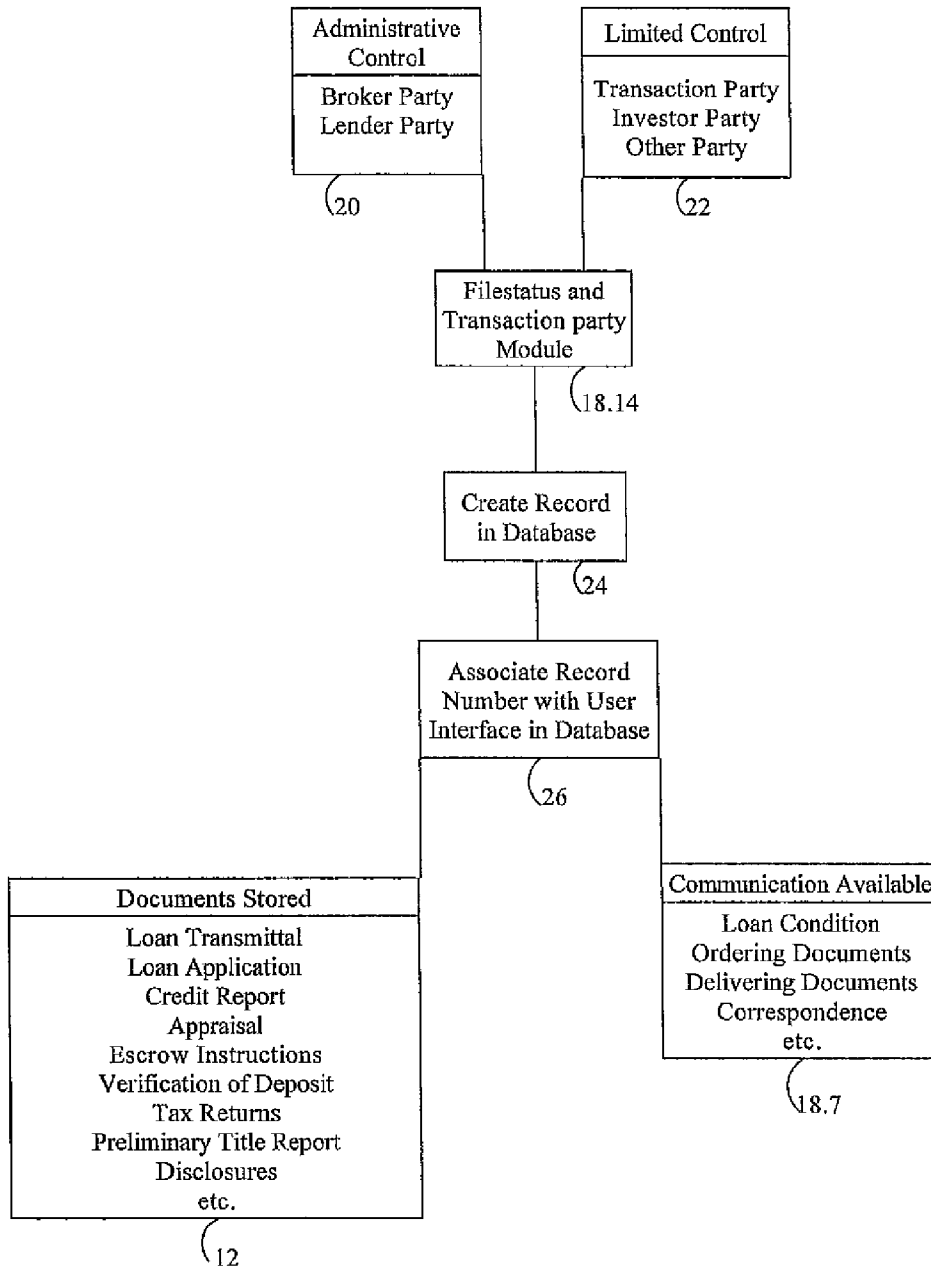 Administrative
Control
Broker Party
Lender Party
20
Limited Control
Transaction Party
Investor Party
Other Party
22
Filestatus and
Transaction party
Module
18.14
Create Record
in Database
24
Associate Record
Number with User
Interface in Database
26
Documents Stored
Loan Transmittal
Loan Application
Credit Report
Appraisal
Escrow Instructions
Verification of Deposit
Tax Returns
Preliminary Title Report
Disclosures
etc.
12
Communication Available
Loan Condition
Ordering Documents
Delivering Documents
Correspondence
etc.
18.7